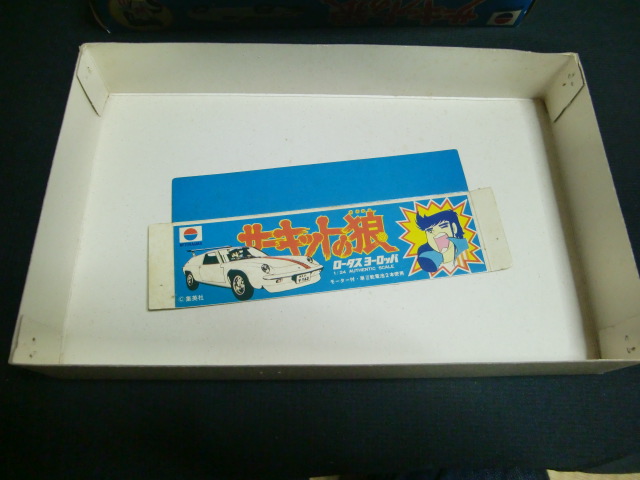 サーキットの狼
ロータス ヨーロッパ
1/24 AUTHENTIC SCALE
モーター付・単3乾電池2本使用
©集英社